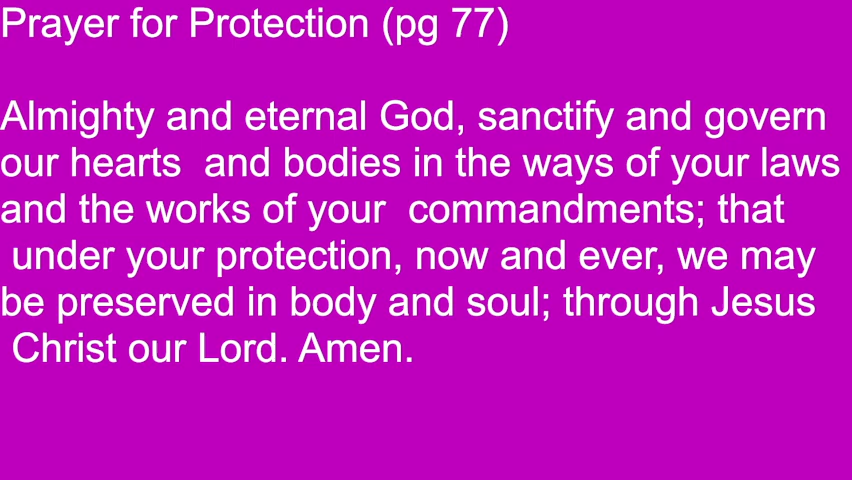 Prayer for Protection (pg 77)
Almighty and eternal God, sanctify and govern
our hearts  and bodies in the ways of your laws
and the works of your  commandments; that
 under your protection, now and ever, we may
be preserved in body and soul; through Jesus
 Christ our Lord. Amen.